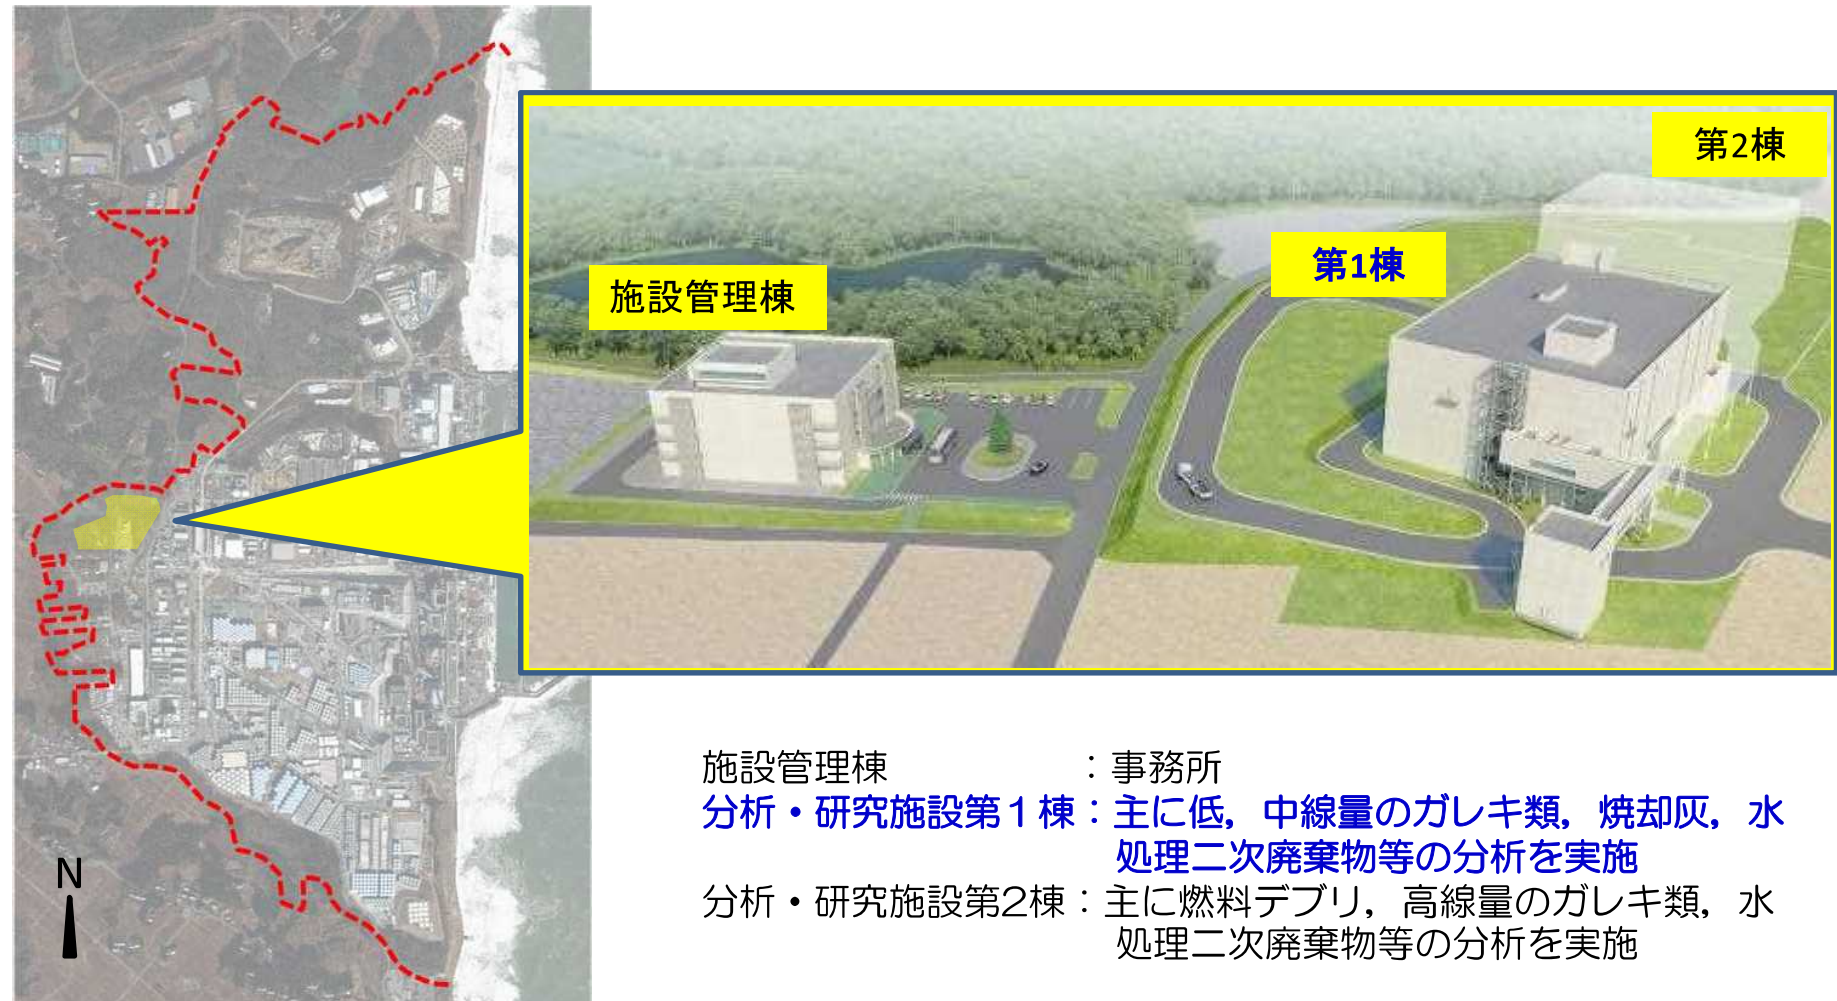 第2棟
第1棟
施設管理棟
N
施設管理棟　　　　　：事務所
分析・研究施設第１棟：主に低，中線量のガレキ類，焼却灰，水
処理二次廃棄物等の分析を実施
分析・研究施設第2棟：主に燃料デブリ，高線量のガレキ類，水
処理二次廃棄物等の分析を実施